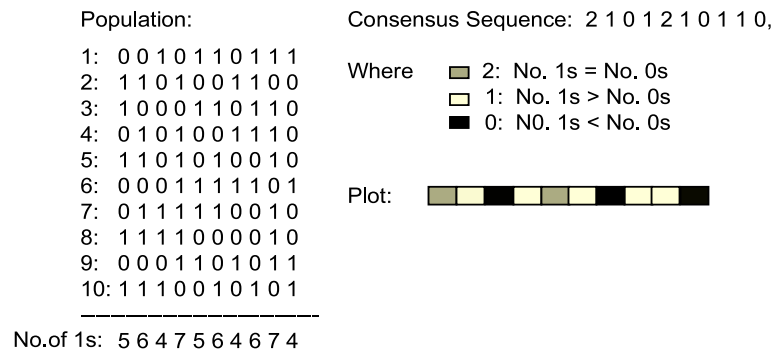 Population:
1: 0 0 1 0 1 1 0 1 1 1
2: 1 1 0 1 0 0 1 1 0 0
3: 1 0 0 0 1 1 0 1 1 0
4: 0 1 0 1 0 0 1 1 1 0
5: 1 1 0 1 0 1 0 0 1 0
6: 0 0 0 1 1 1 1 1 0 1
7: 0 1 1 1 1 1 0 0 1 0
8: 1 1 1 1 0 0 0 0 1 0
9: 0 0 0 1 1 0 1 0 1 1
10: 1 1 1 0 0 1 0 1 0 1
No.of 1s: 5 6 4 7 5 6 4 6 7 4
Consensus Sequence: 2 1 0 1 2 1 0 1 1 0,
Where 2: No. 1s = No. 0s
1: No. 1s > No. 0s
0: N0. 1s < No. 0s
Plot: